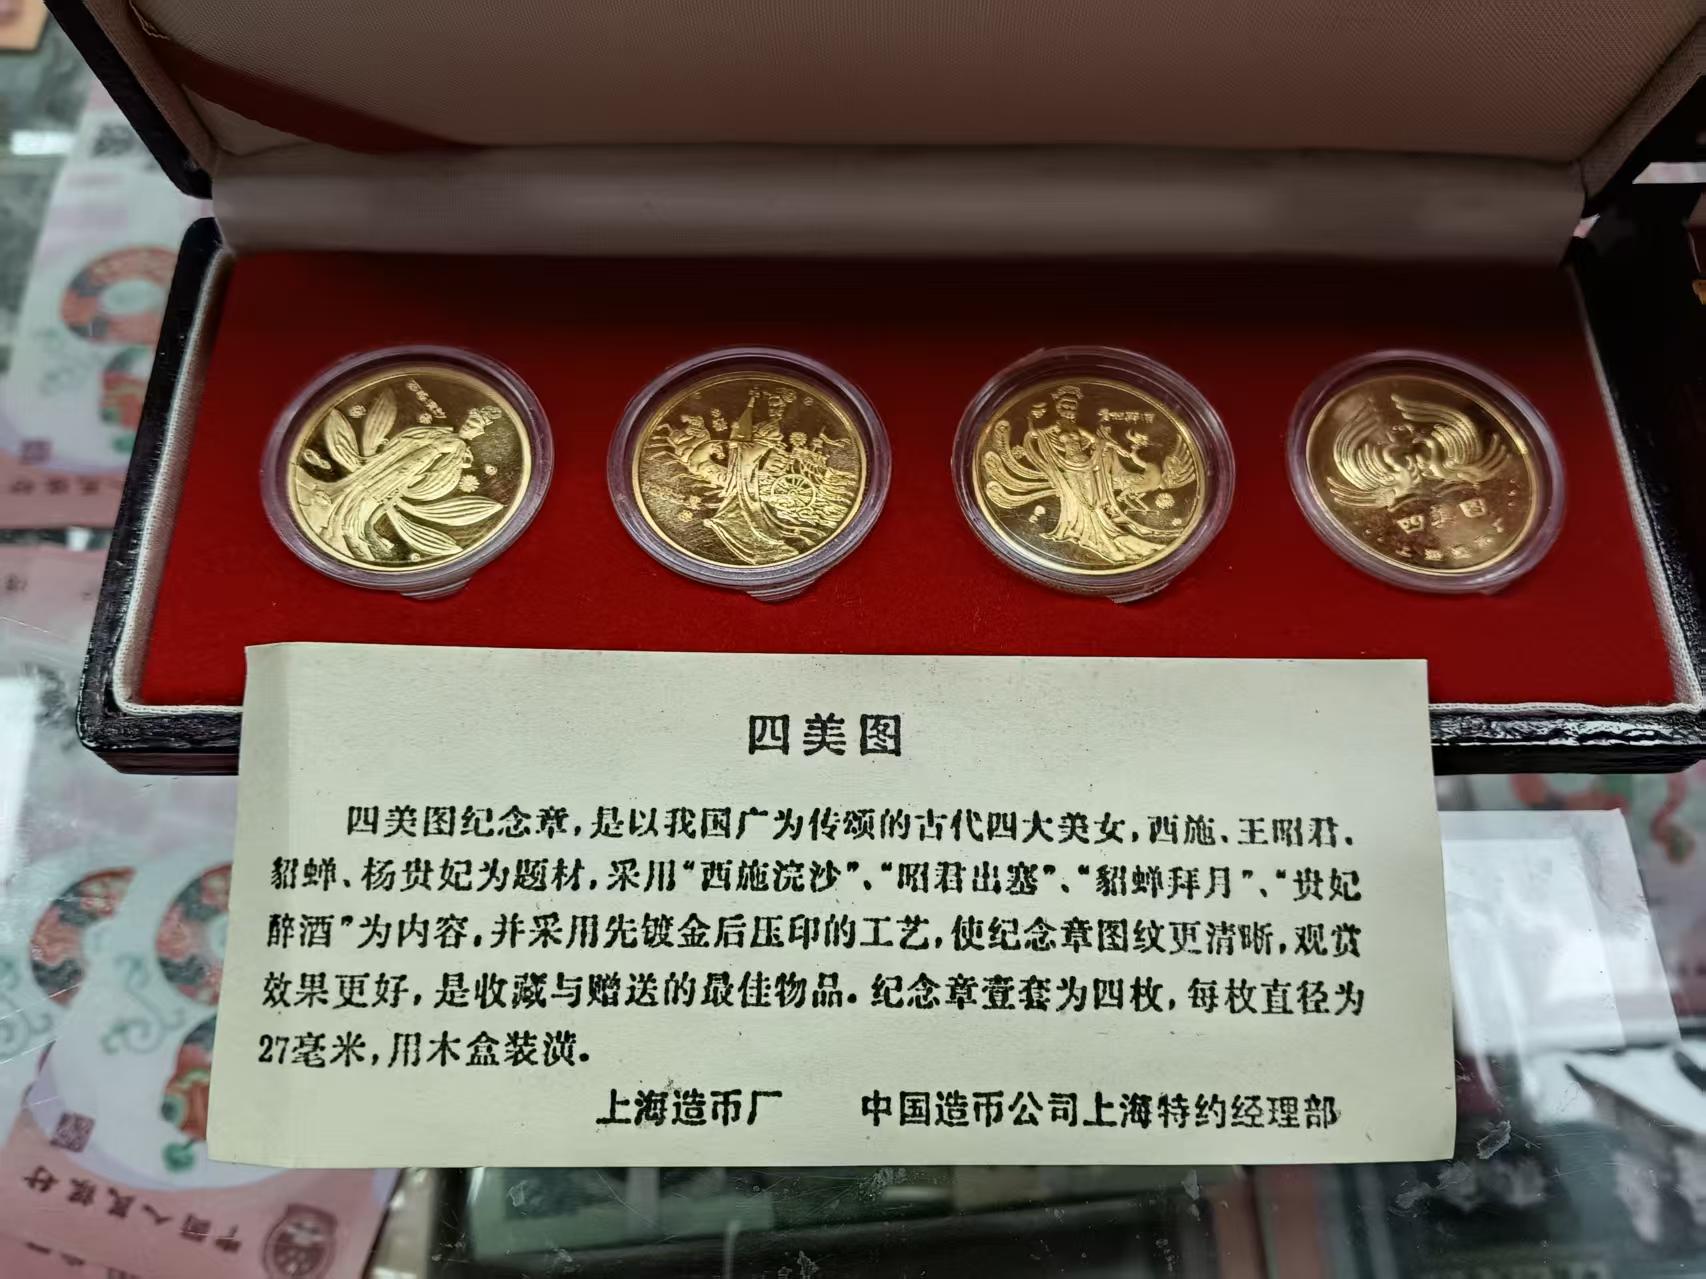 四美图
四美图
四美图纪念章,是以我国广为传颂的古代四大美女,西施、王昭君、
貂蝉、杨贵妃为题材,采用“西施浣沙”、“昭君出塞”、“貂蝉拜月”、“贵妃
醉酒”为内容,并采用先镀金后压印的工艺,使纪念章图纹更清晰,观赏
效果更好,是收藏与赠送的最佳物品.纪念章壹套为四枚,每枚直径为
27毫米,用木盒装潢.
上海造币厂 中国造币公司上海特约经理部
中国人民银行